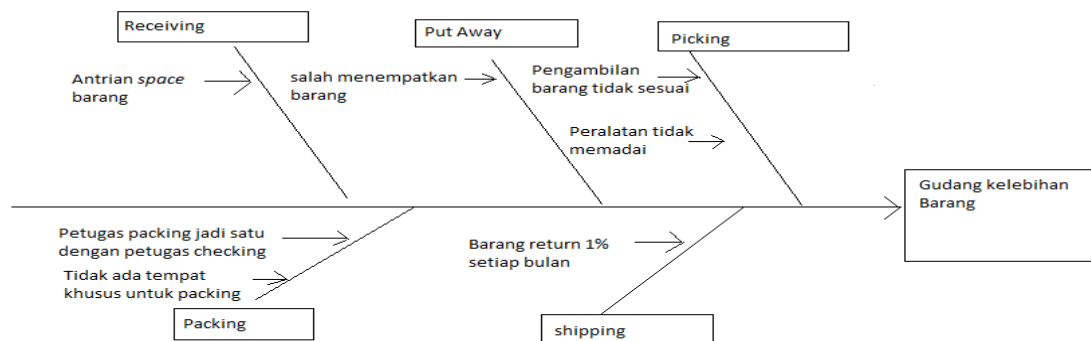 Receiving
Put Away
Picking
Antrian space
barang
salah menempatkan
barang
Pengambilan
barang tidak sesuai
Peralatan tidak
memadai
Gudang kelebihan
Barang
Petugas packing jadi satu
dengan petugas checking
Tidak ada tempat
khusus untuk packing
Barang return 1%
setiap bulan
Packing
shipping